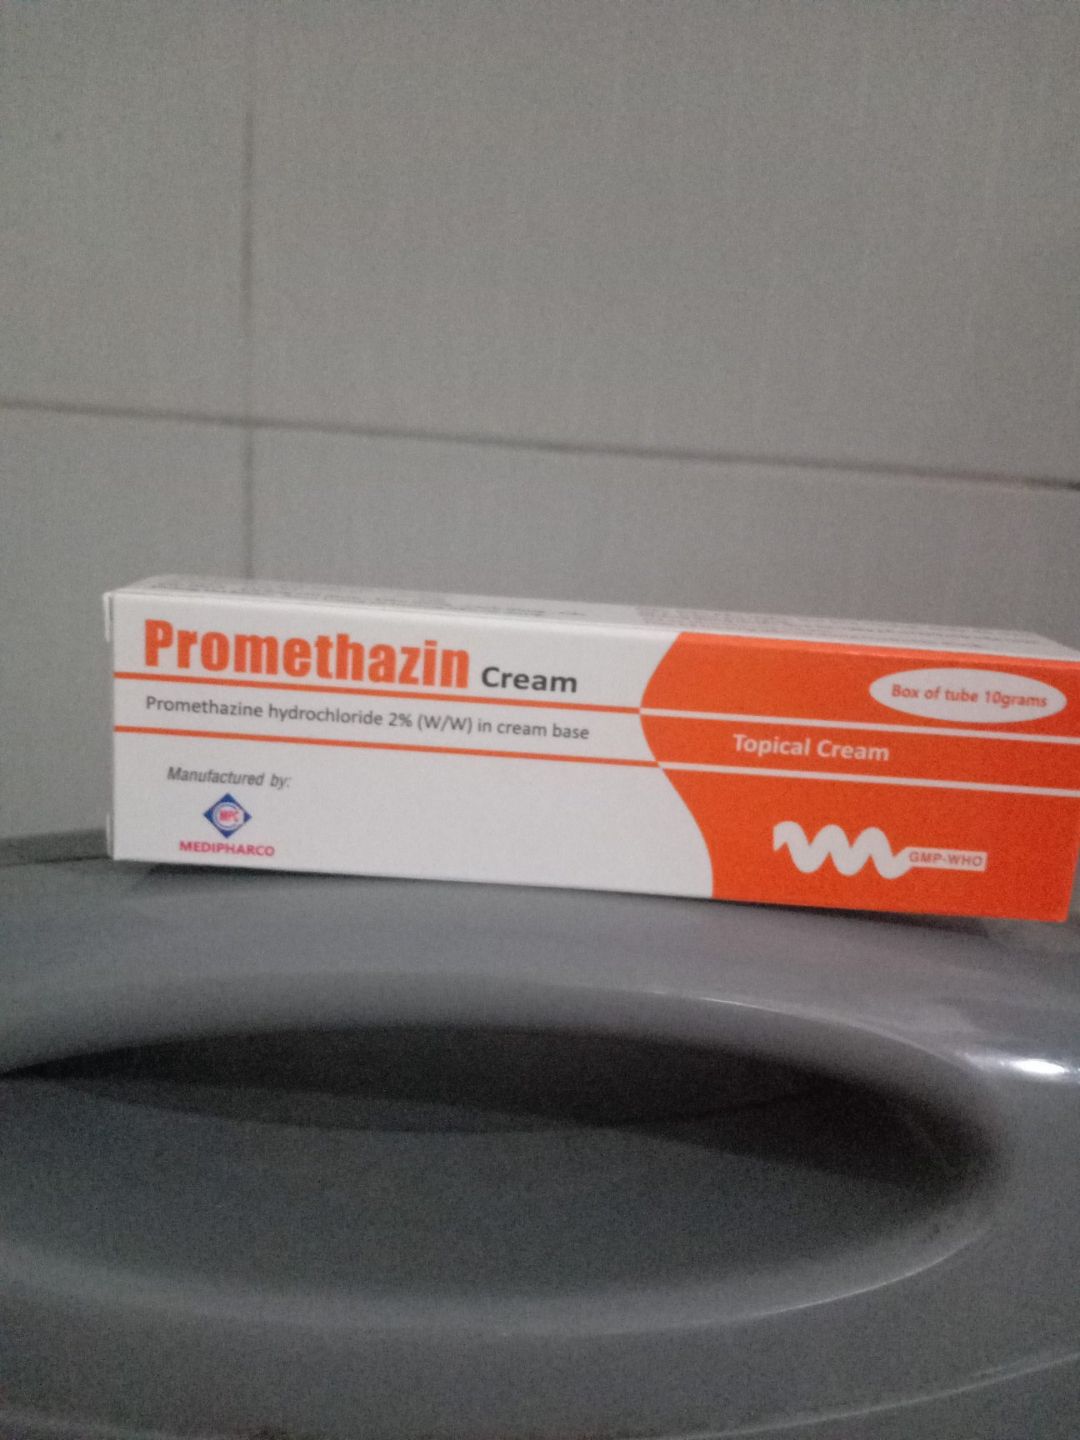 Promethazin Cream
Box of tube 10grams
Promethazine hydrochloride 2% (W/W) in cream base
Topical Cream
Manufactured by:
MPC
MEDIPHARCO
GMP-WHO